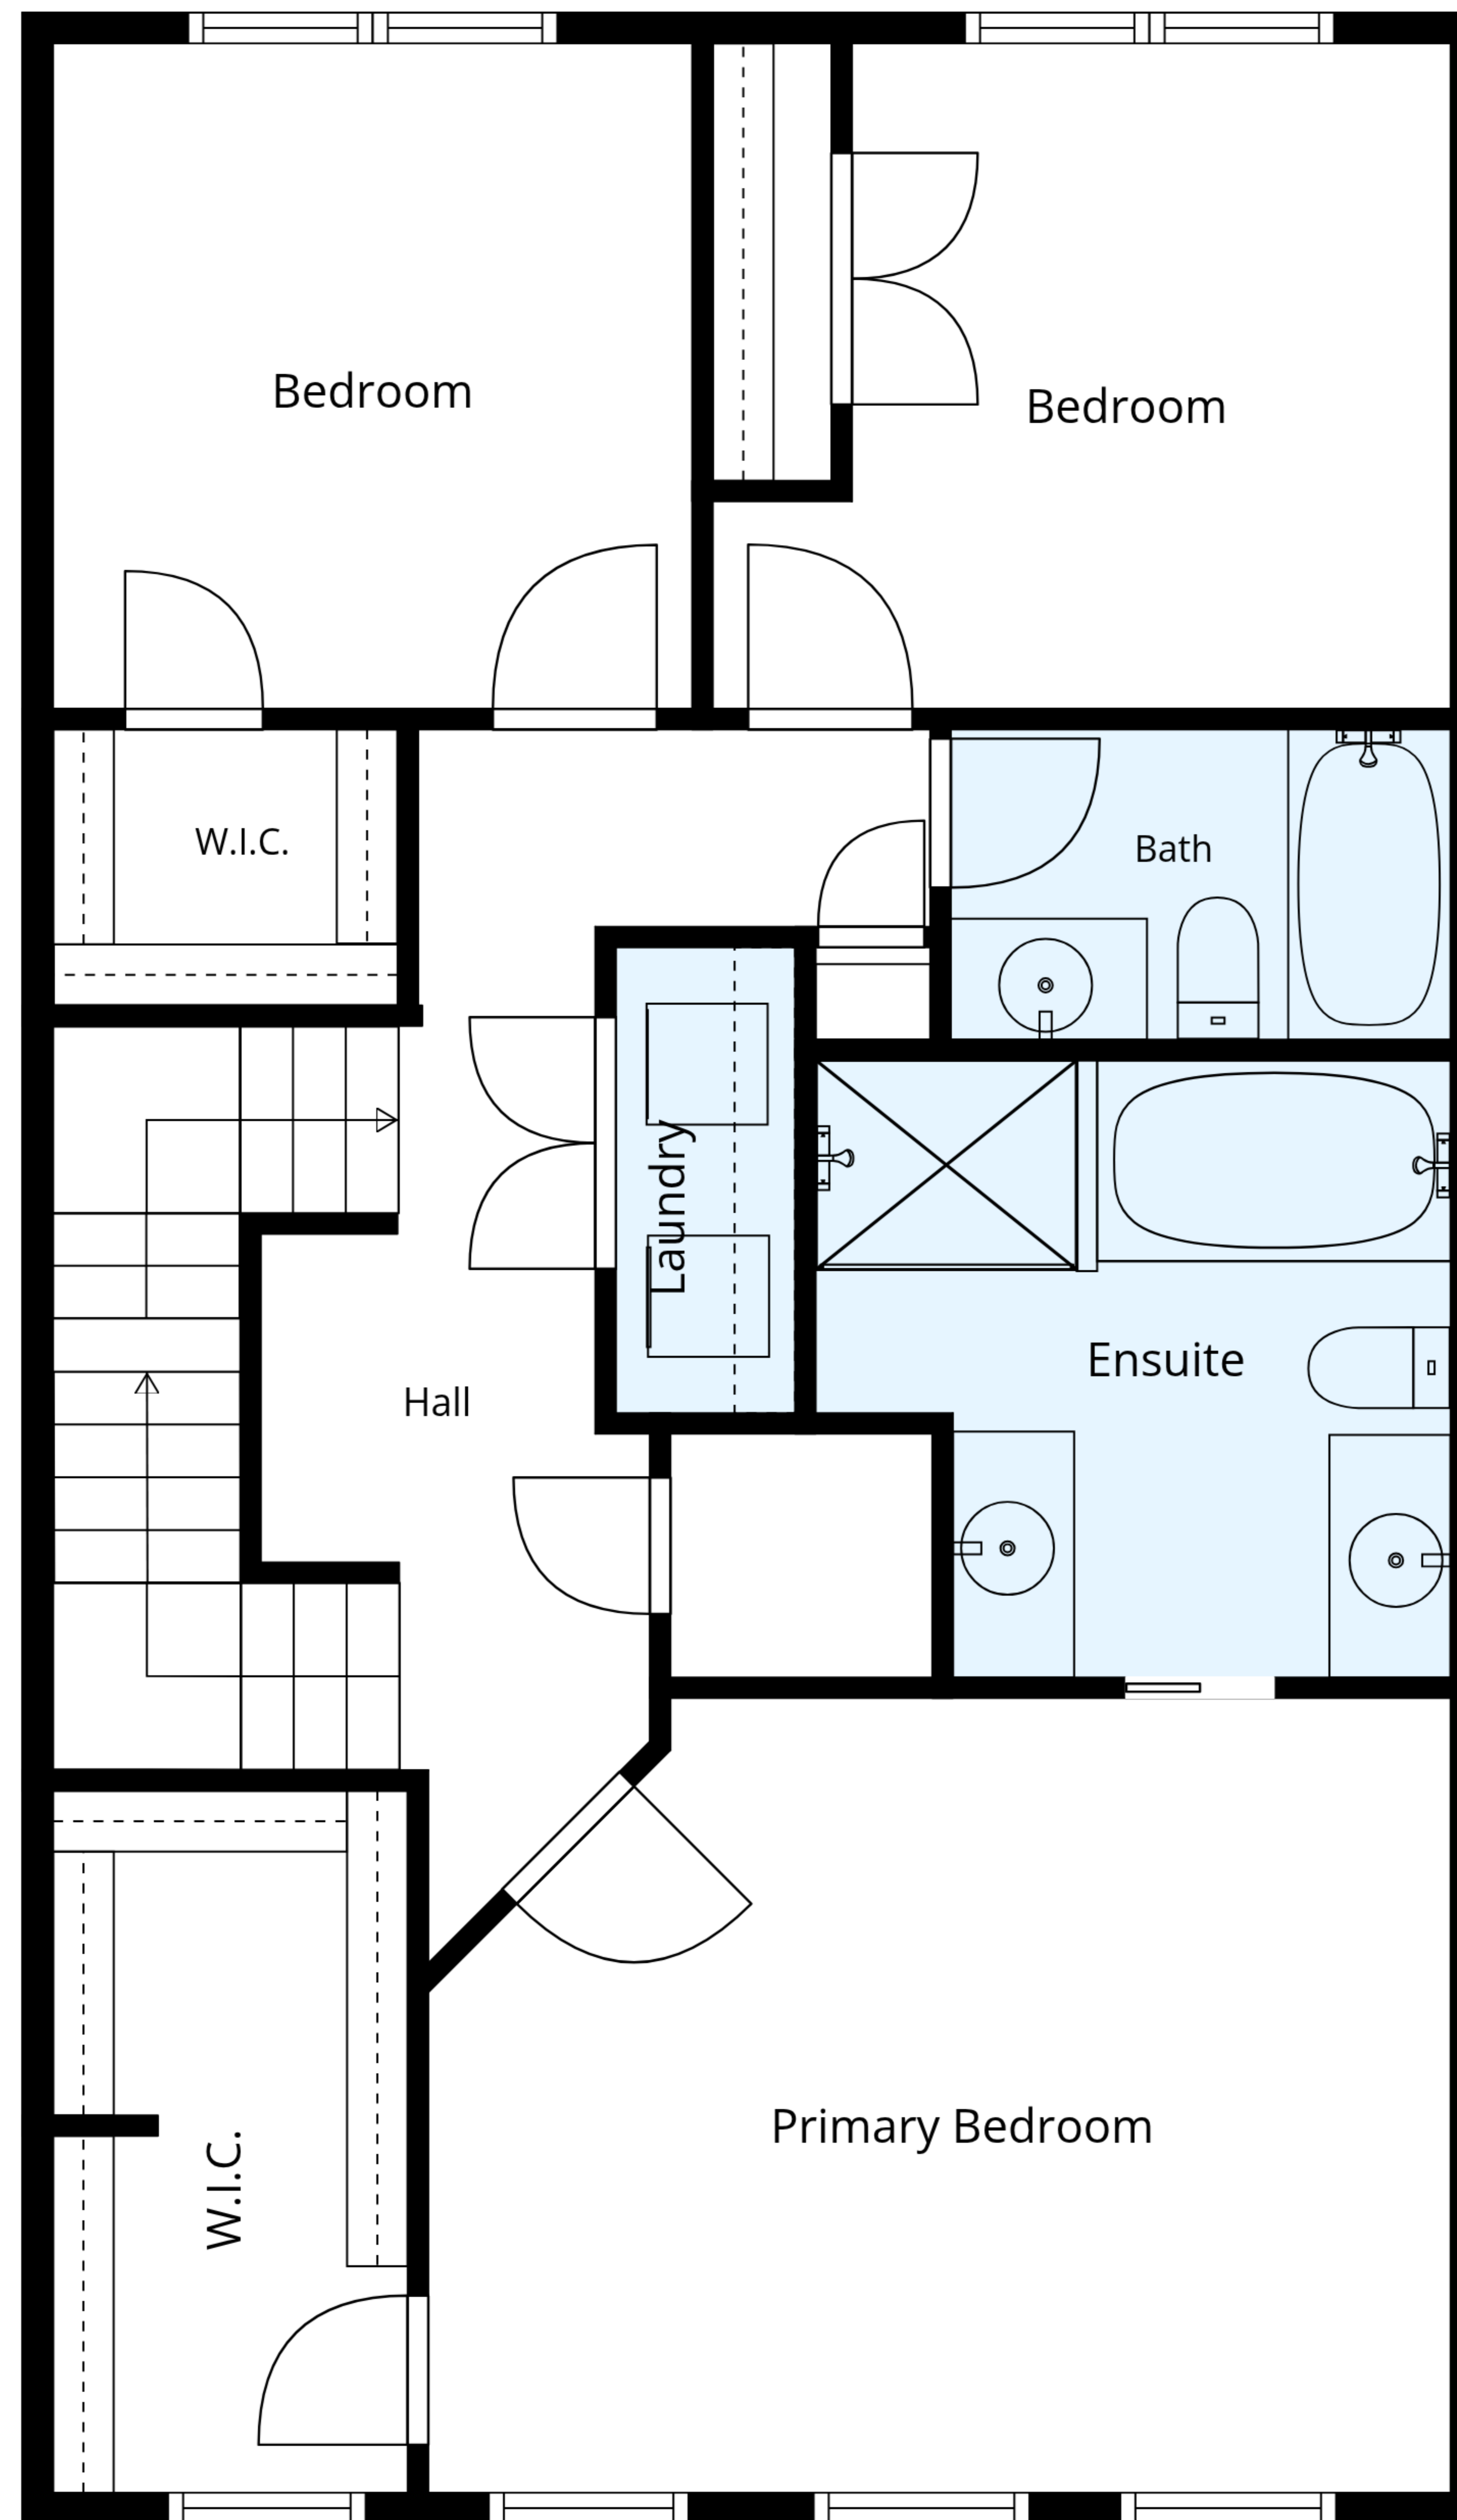 Bedroom
Bedroom
W.I.C.
Bath
Laundry
Ensuite
Hall
Primary Bedroom
W.I.C.